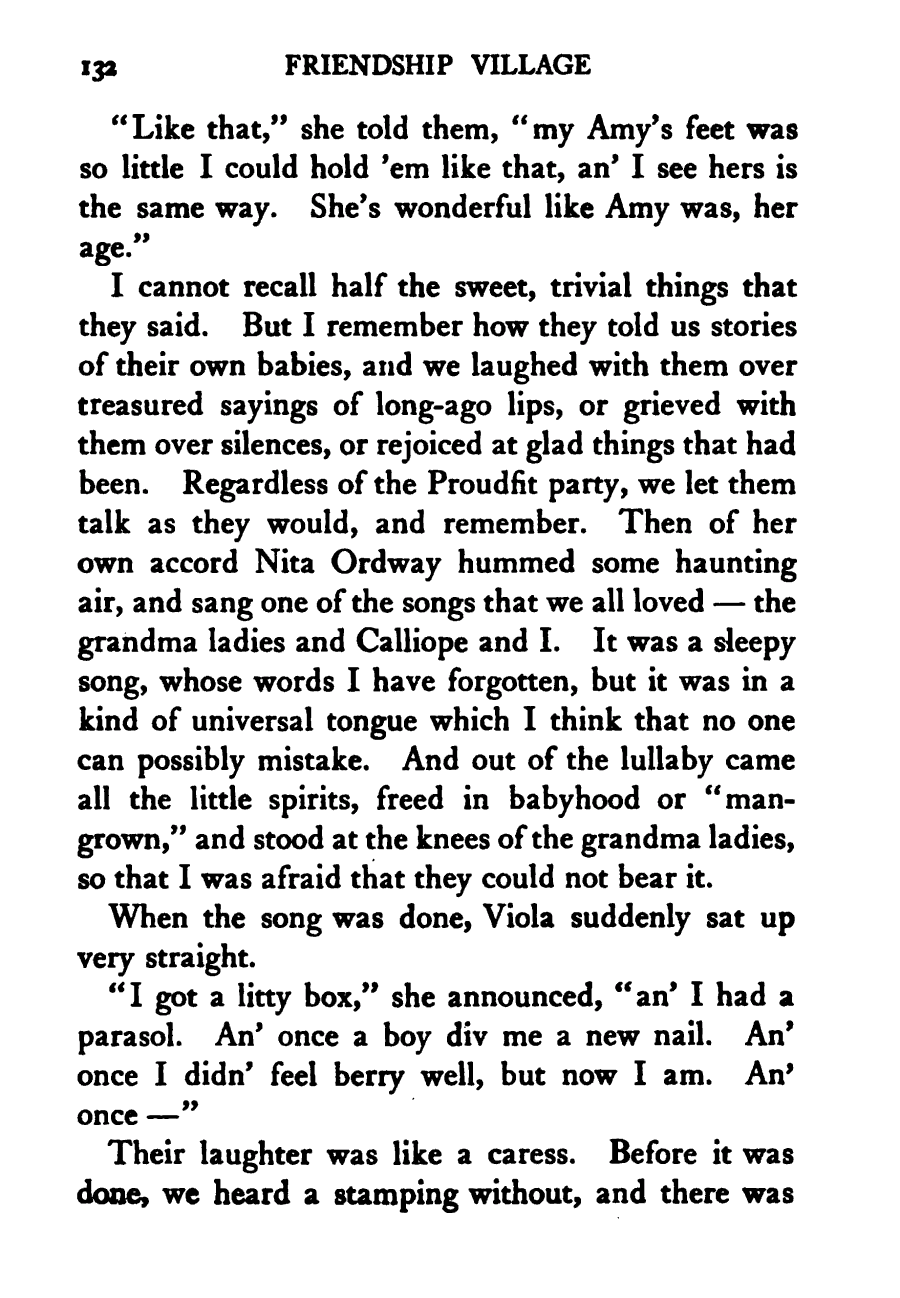 132 FRIENDSHIP VILLAGE
“Like that,” she told them, “my Amy’s feet was
so little I could hold ’em like that, an’ I see hers is
the same way. She’s wonderful like Amy was, her
age.”
I cannot recall half the sweet, trivial things that
they said. But I remember how they told us stories
of their own babies, and we laughed with them over
treasured sayings of long-ago lips, or grieved with
them over silences, or rejoiced at glad things that had
been. Regardless of the Proudfit party, we let them
talk as they would, and remember. Then of her
own accord Nita Ordway hummed some haunting
air, and sang one of the songs that we all loved — the
grandma ladies and Calliope and I. It was a sleepy
song, whose words I have forgotten, but it was in a
kind of universal tongue which I think that no one
can possibly mistake. And out of the lullaby came
all the little spirits, freed in babyhood or “man-
grown,” and stood at the knees of the grandma ladies,
so that I was afraid that they could not bear it.
When the song was done, Viola suddenly sat up
very straight.
“I got a litty box,” she announced, “an’ I had a
parasol. An’ once a boy div me a new nail. An’
once I didn’ feel berry well, but now I am. An’
once —”
Their laughter was like a caress. Before it was
done, we heard a stamping without, and there was